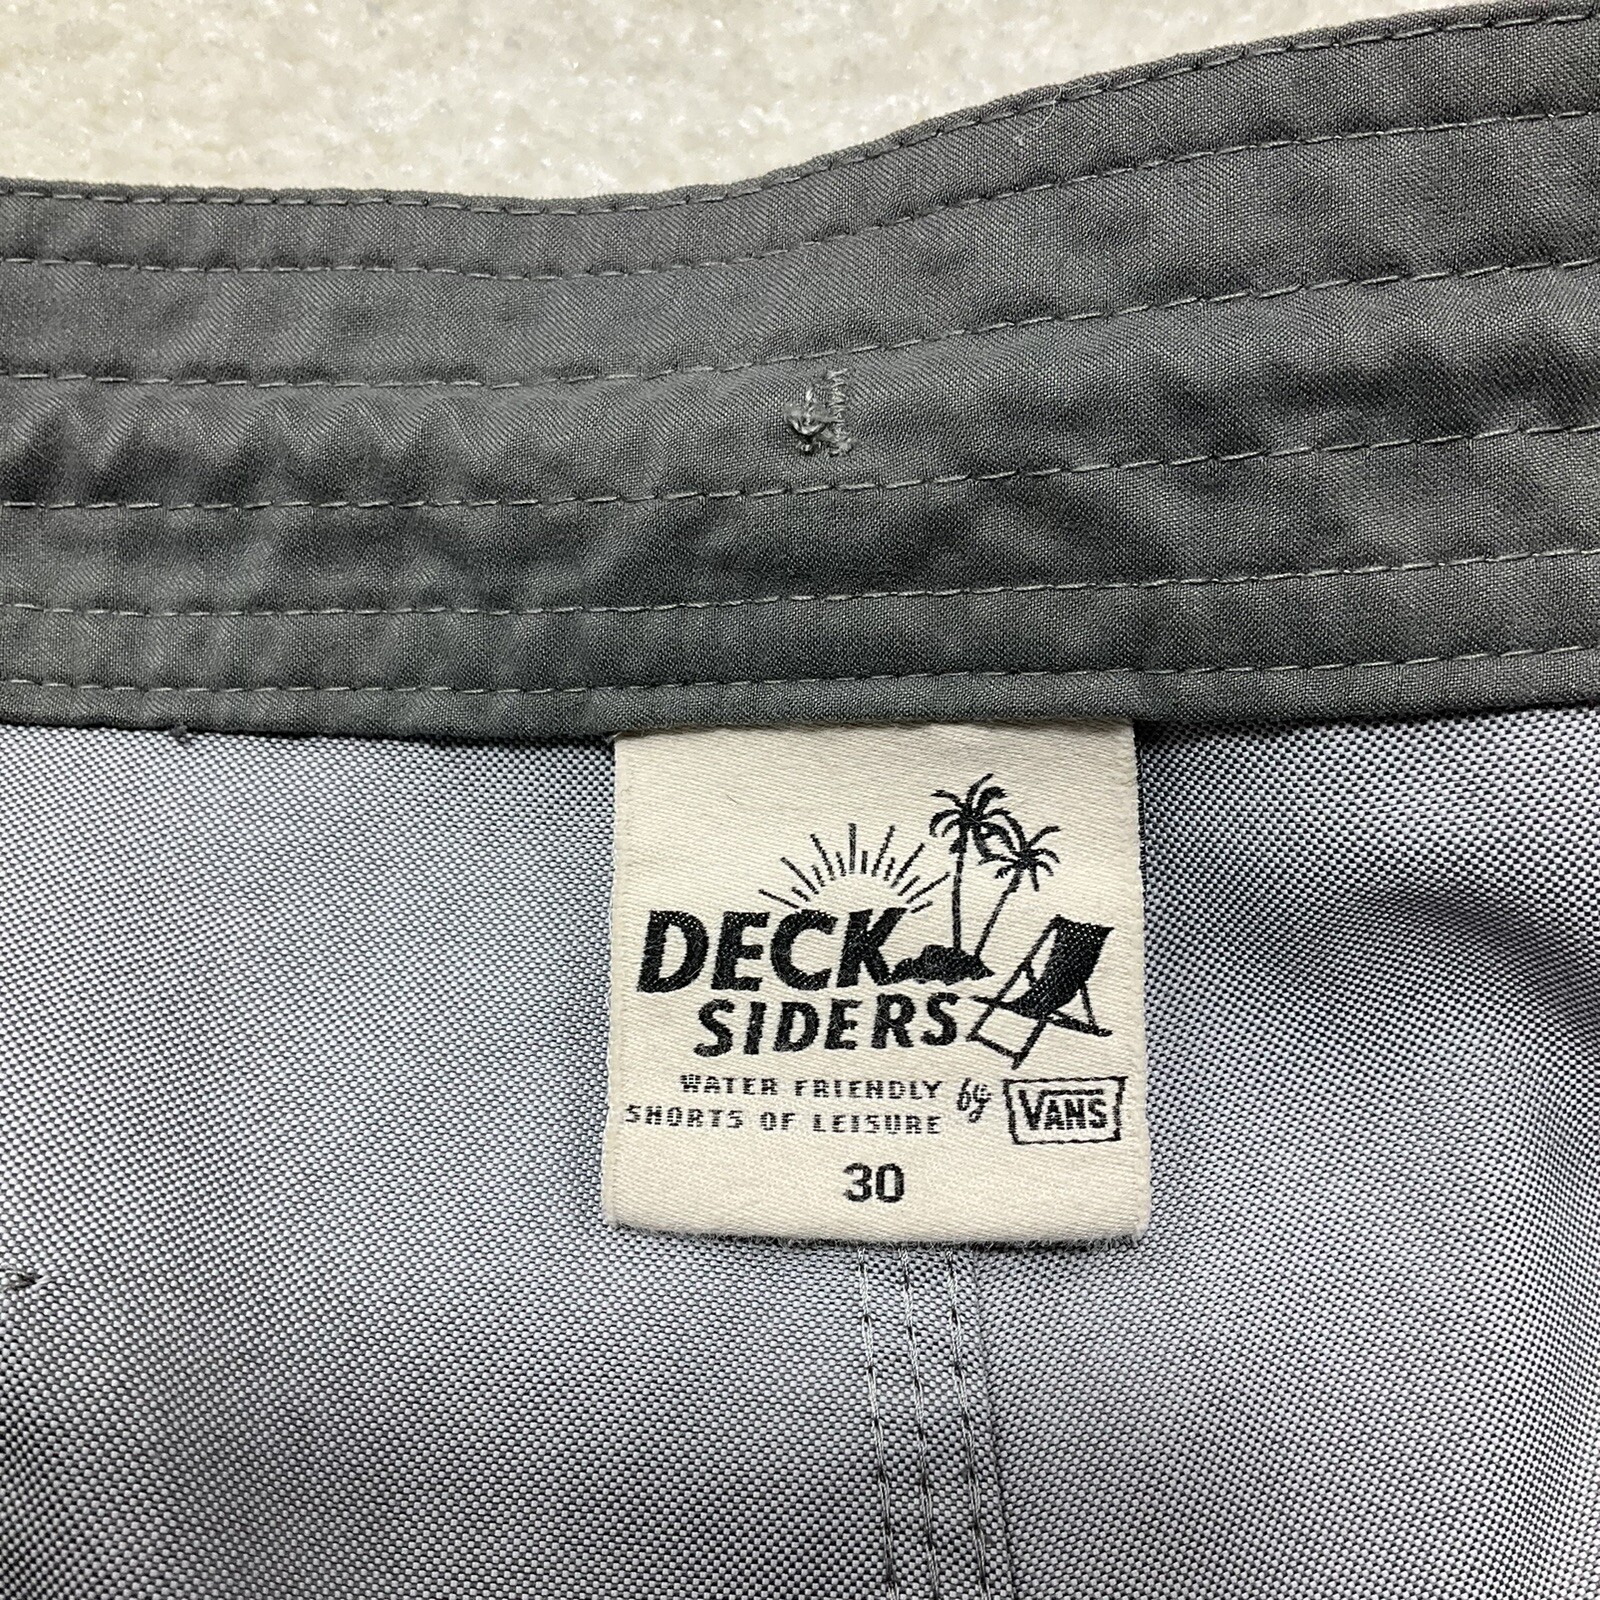 DECK
SIDERS
WATER FRIENDLY
SHORTS OF LEISURE
by VANS
30